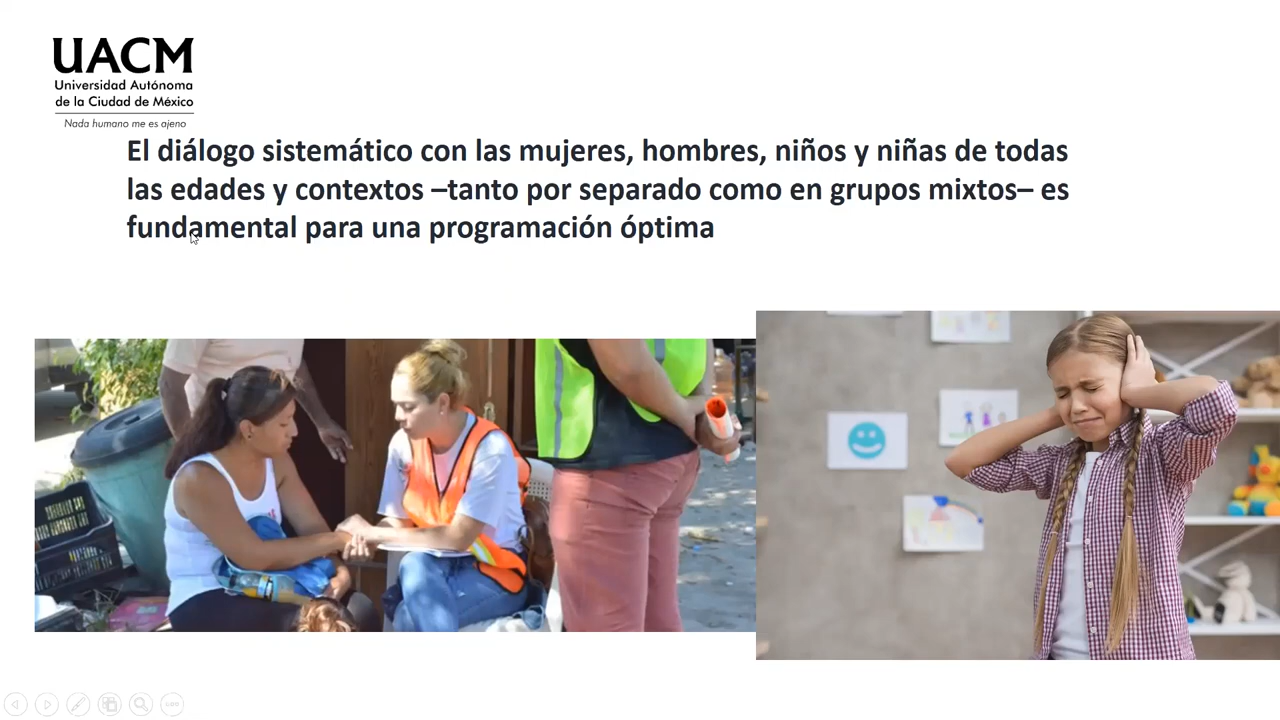 UACM
Universidad Autónoma
de la Ciudad de México
Nada humano me es ajeno
El diálogo sistemático con las mujeres, hombres, niños y niñas de todas
las edades y contextos –tanto por separado como en grupos mixtos– es
fundamental para una programación óptima